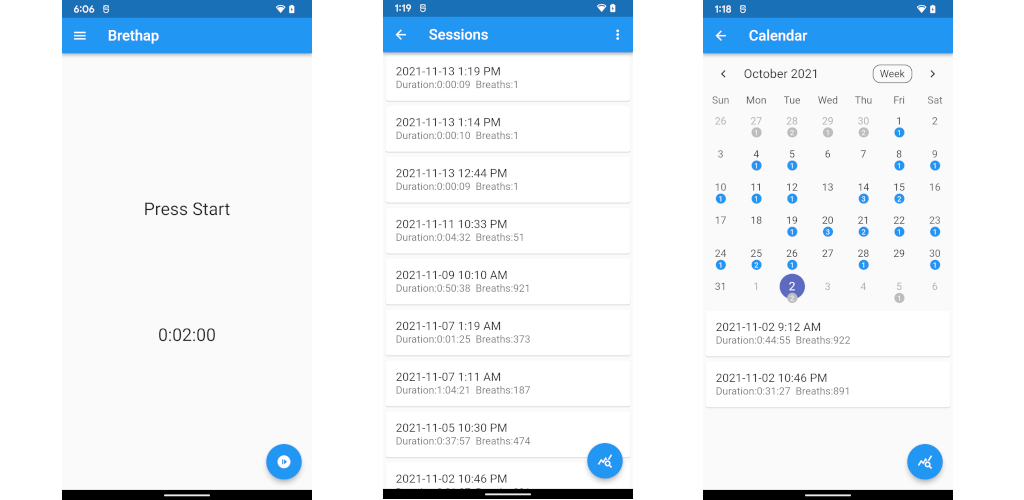 6:06
Brethap
Press Start
0:02:00
1:19
Sessions
2021-11-13 1:19 PM
Duration:0:00:09 Breaths:1
2021-11-13 1:14 PM
Duration:0:00:10 Breaths:1
2021-11-13 12:44 PM
Duration:0:00:09 Breaths:1
2021-11-11 10:33 PM
Duration:0:04:32 Breaths:51
2021-11-09 10:10 AM
Duration:0:50:38 Breaths:921
2021-11-07 1:19 AM
Duration:0:01:25 Breaths:373
2021-11-07 1:11 AM
Duration:1:04:21 Breaths:187
2021-11-05 10:30 PM
Duration:0:37:57 Breaths:474
2021-11-02 10:46 PM
1:18
Calendar
October 2021 Week
Sun Mon Tue Wed Thu Fri Sat
26 27 28 29 30 1 2
1 2 1 2 1
3 4 5 6 7 8 9
1 1 1 1
10 11 12 13 14 15 16
1 1 1 3 2
17 18 19 20 21 22 23
1 3 2 1 1
24 25 26 27 28 29 30
1 2 1 1 1
31 1 2 3 4 5 6
2 1
2021-11-02 9:12 AM
Duration:0:44:55 Breaths:922
2021-11-02 10:46 PM
Duration:0:31:27 Breaths:891